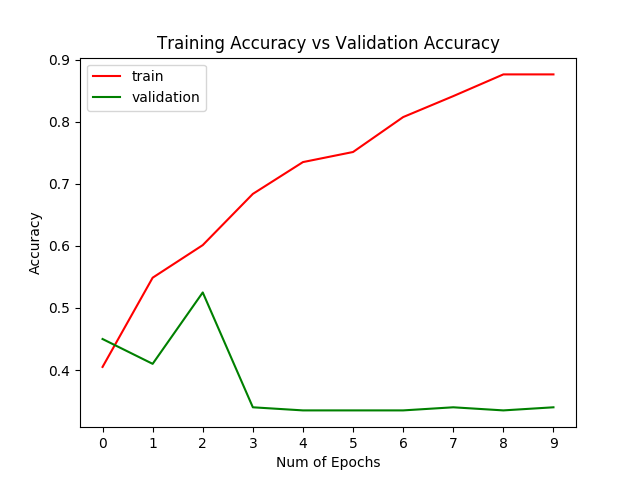 Training Accuracy vs Validation Accuracy
train
validation
0.9
0.8
0.7
0.6
0.5
0.4
Accuracy
0 1 2 3 4 5 6 7 8 9
Num of Epochs